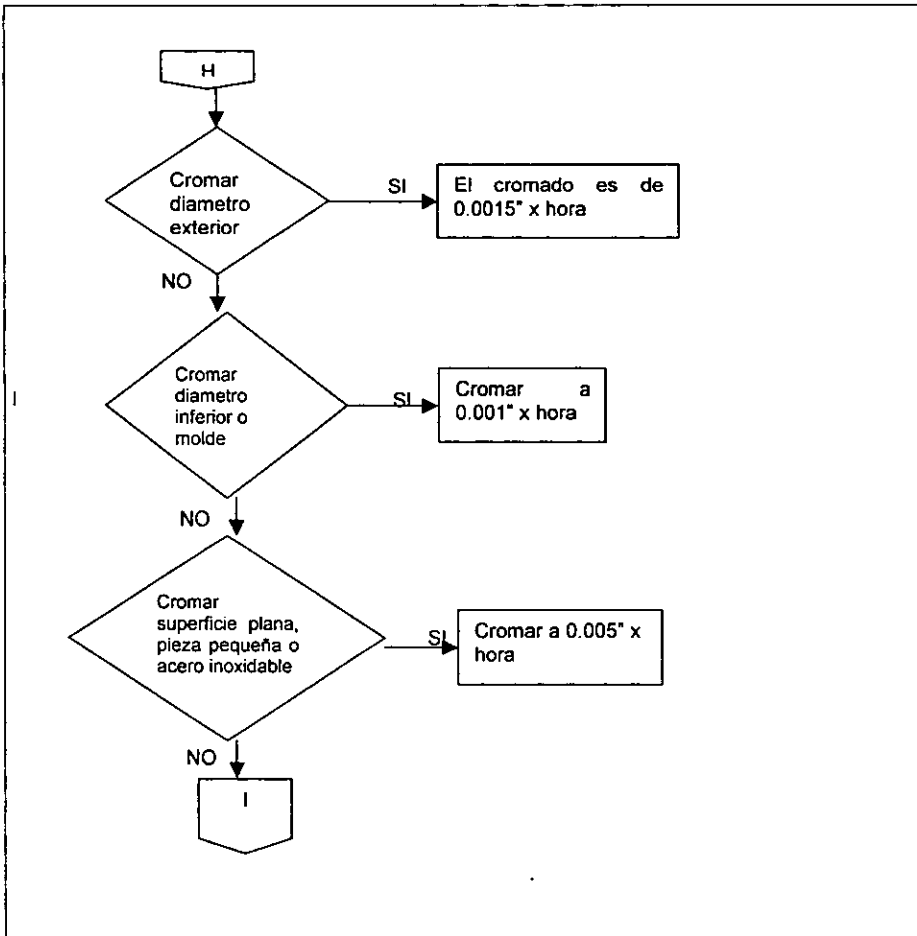 H
Cromar
diametro
exterior
SI
El cromado es de
0.0015" x hora
NO
Cromar
diametro
inferior o
molde
SI
Cromar a
0.001" x hora
NO
Cromar
superficie plana,
pieza pequeña o
acero inoxidable
SI
Cromar a 0.005" x
hora
NO
I